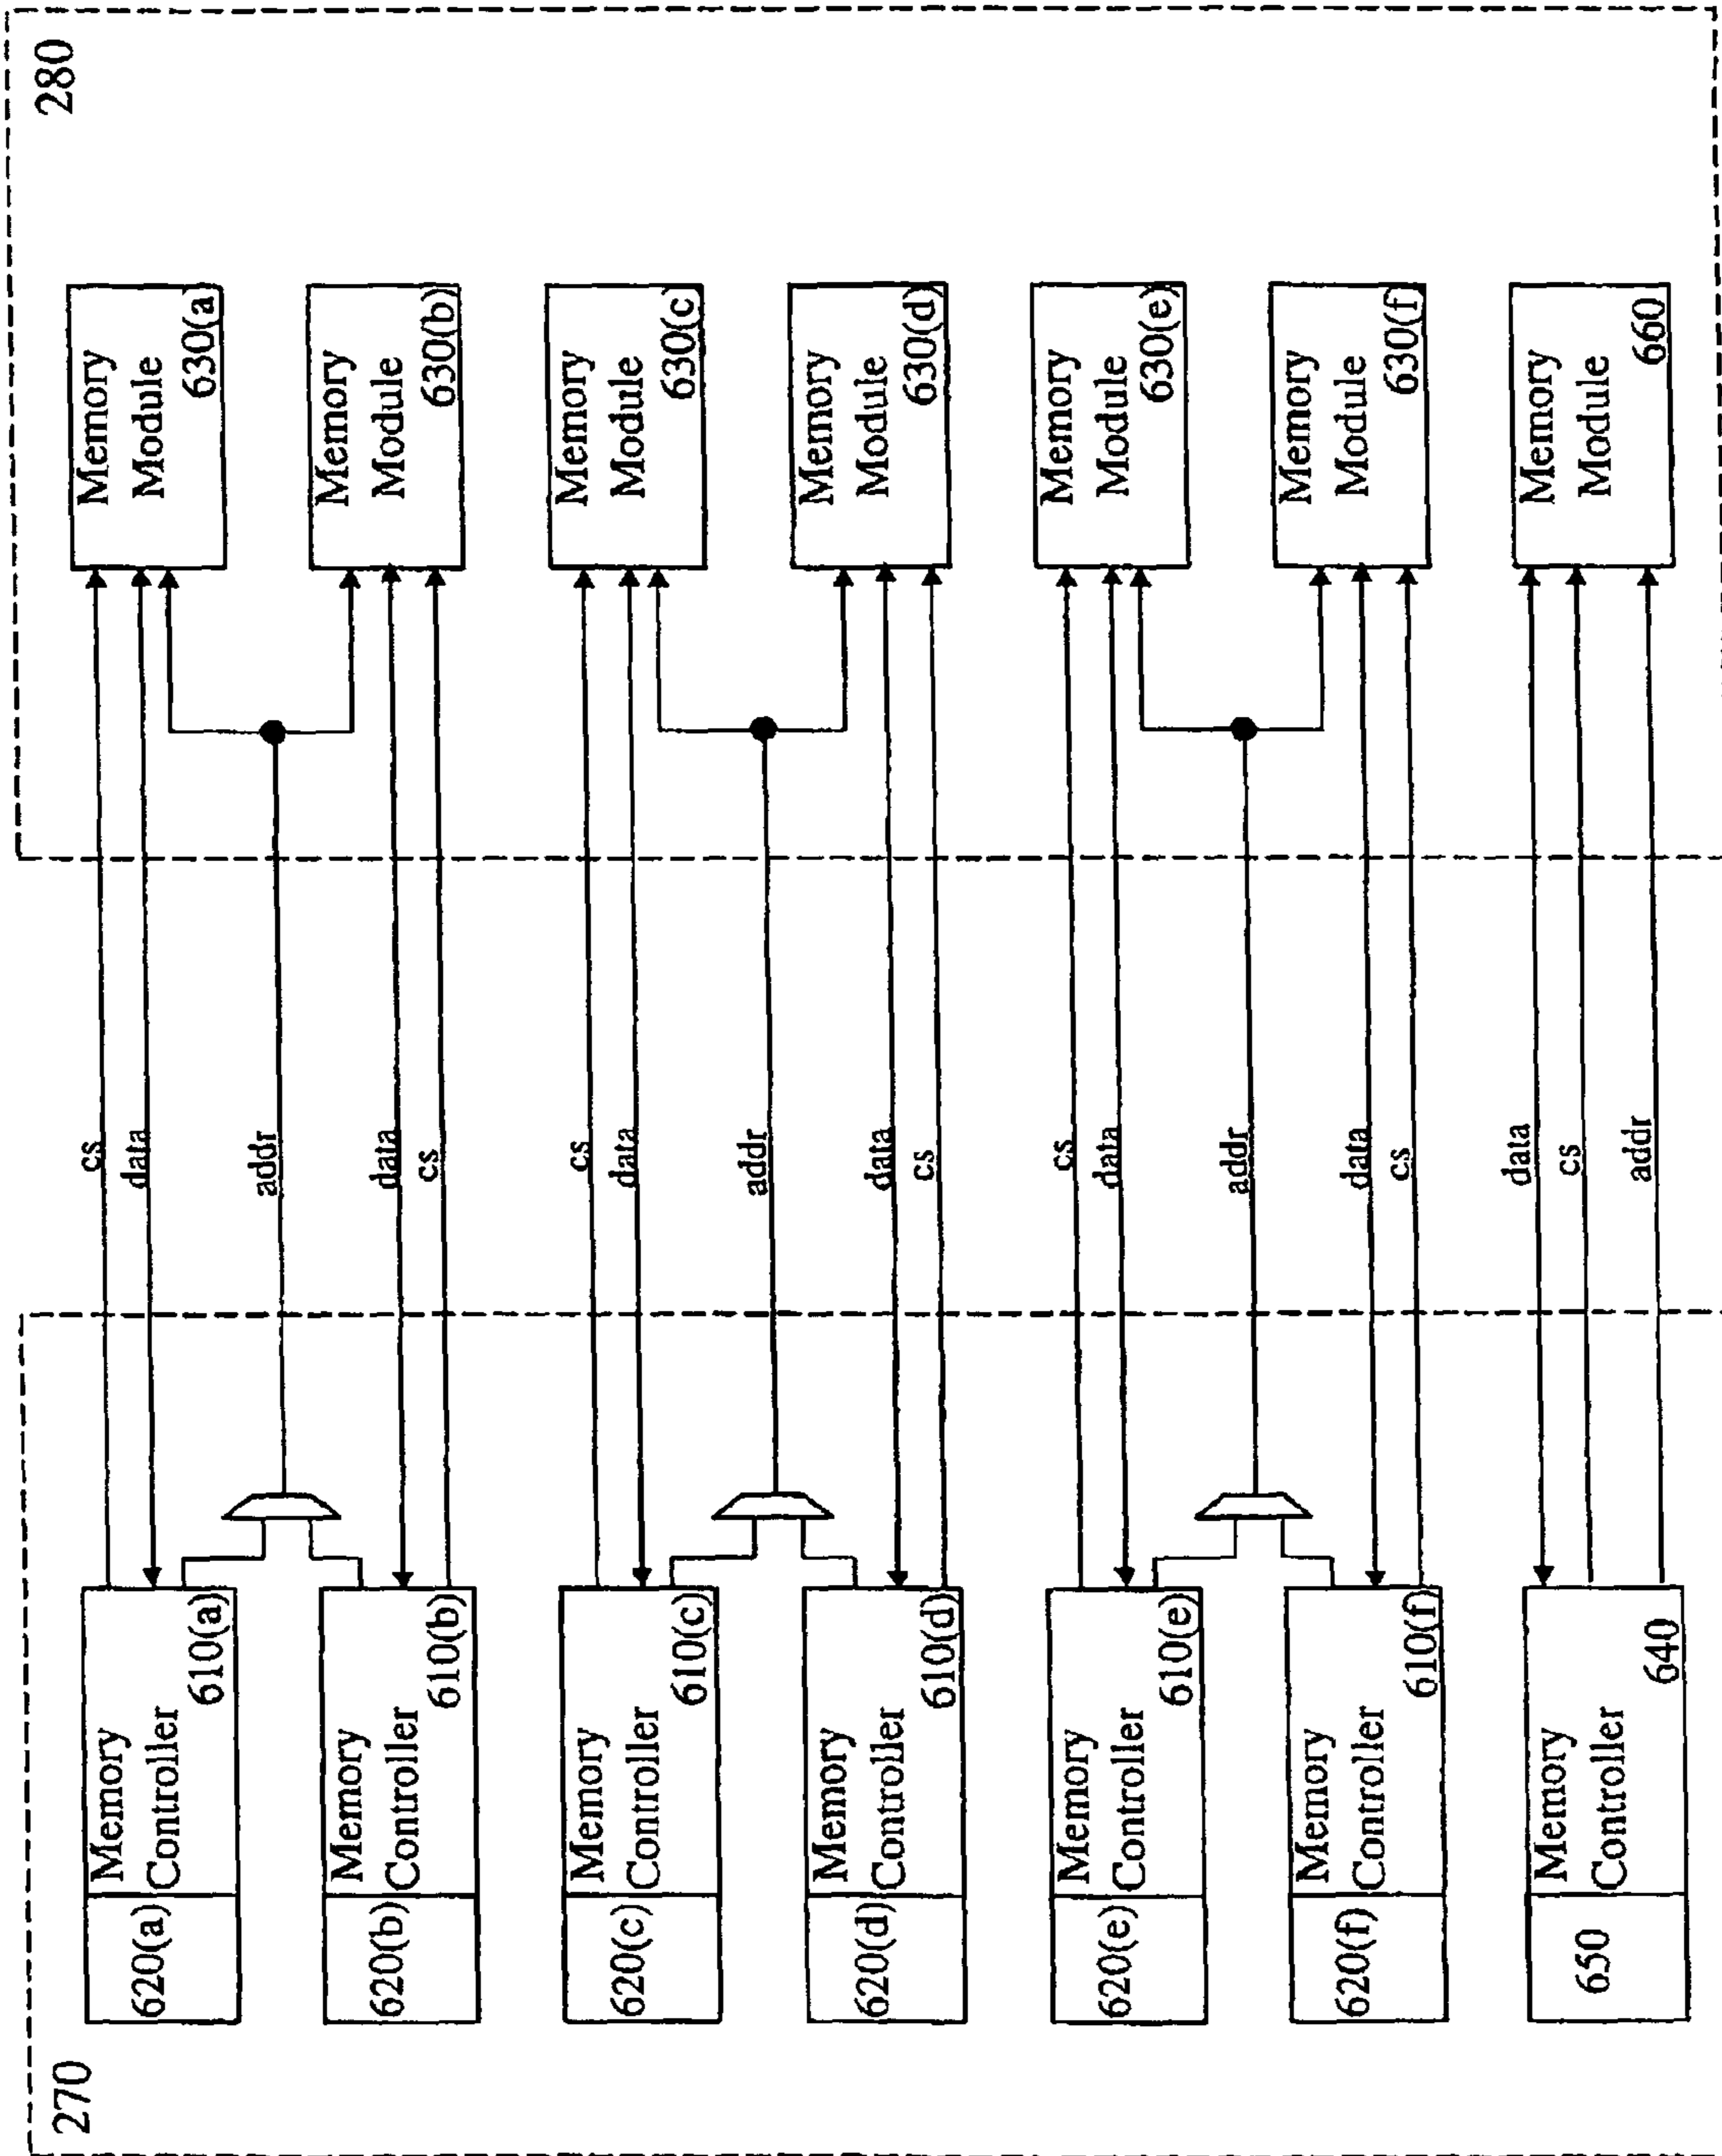 270
280
620(a)
Memory
Controller
610(a)
cs
data
Memory
Module
630(a
addr
620(b)
Memory
Controller
610(b)
data
cs
Memory
Module
630(b)
620(c)
Memory
Controller
610(c)
cs
data
Memory
Module
630(c)
addr
620(d)
Memory
Controller
610(d)
data
cs
Memory
Module
630(d)
620(e)
Memory
Controller
610(e)
cs
data
Memory
Module
630(e)
addr
620(f)
Memory
Controller
610(f)
data
cs
Memory
Module
630(f)
650
Memory
Controller
640
data
cs
addr
Memory
Module
660